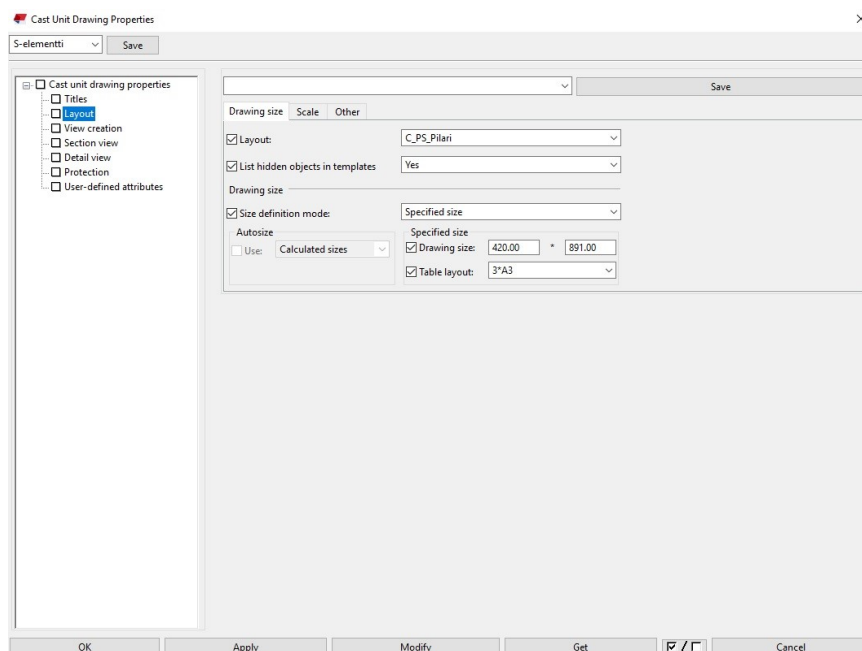 Cast Unit Drawing Properties
S-elementti Save
Cast unit drawing properties
Titles
Layout
View creation
Section view
Detail view
Protection
User-defined attributes
Save
Drawing size Scale Other
Layout: C_PS_Pilari
List hidden objects in templates Yes
Drawing size
Size definition mode: Specified size
Autosize
Use: Calculated sizes
Specified size
Drawing size: 420.00 * 891.00
Table layout: 3*A3
OK Apply Modify Get / Cancel